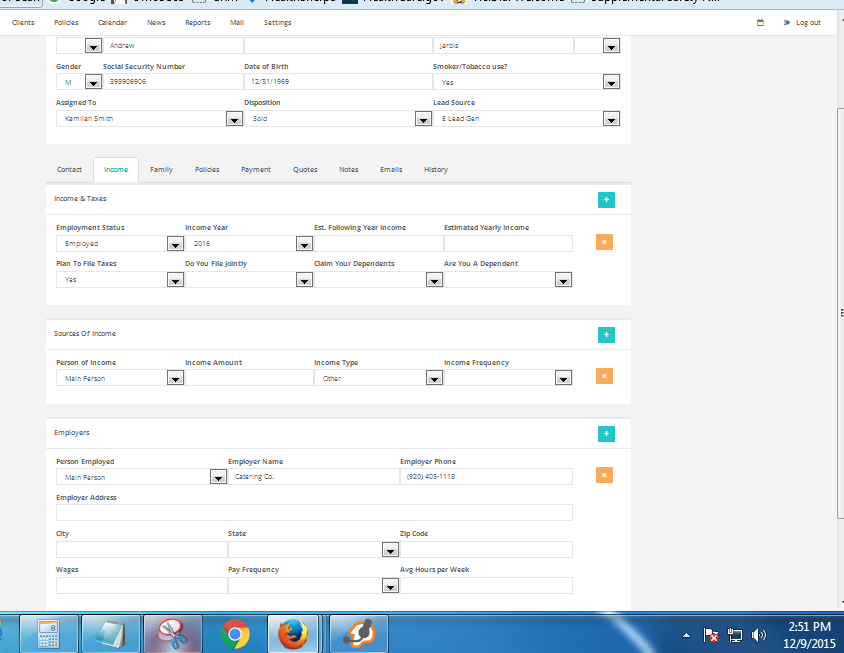 Clients Policies Calendar News Reports Mail Settings Log out
Andrew Jarbis
Gender Social Security Number Date of Birth Smoker/Tobacco use?
M 395906906 12/31/1969 Yes
Assigned To Disposition Lead Source
Kamilah Smith Sold E Lead Gen
Contact Income Family Policies Payment Quotes Notes Emails History
Income & Taxes +
Employment Status Income Year Est. Following Year Income Estimated Yearly Income
Employed 2016 x
Plan To File Taxes Do You File Jointly Claim Your Dependents Are You A Dependent
Yes
Sources Of Income +
Person of Income Income Amount Income Type Income Frequency
Main Person Other x
Employers +
Person Employed Employer Name Employer Phone
Main Person Catering Co. (920) 405-1118 x
Employer Address
City State Zip Code
Wages Pay Frequency Avg Hours per Week
2:51 PM
12/9/2015